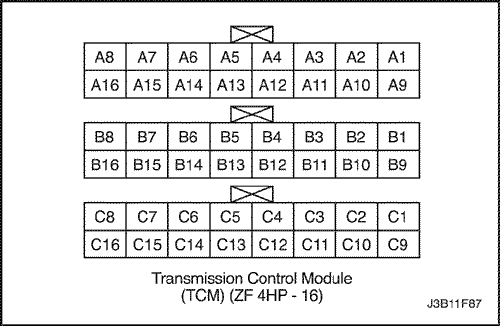 A8 A7 A6 A5 A4 A3 A2 A1
A16 A15 A14 A13 A12 A11 A10 A9
B8 B7 B6 B5 B4 B3 B2 B1
B16 B15 B14 B13 B12 B11 B10 B9
C8 C7 C6 C5 C4 C3 C2 C1
C16 C15 C14 C13 C12 C11 C10 C9
Transmission Control Module
(TCM) (ZF 4HP - 16)
J3B11F87